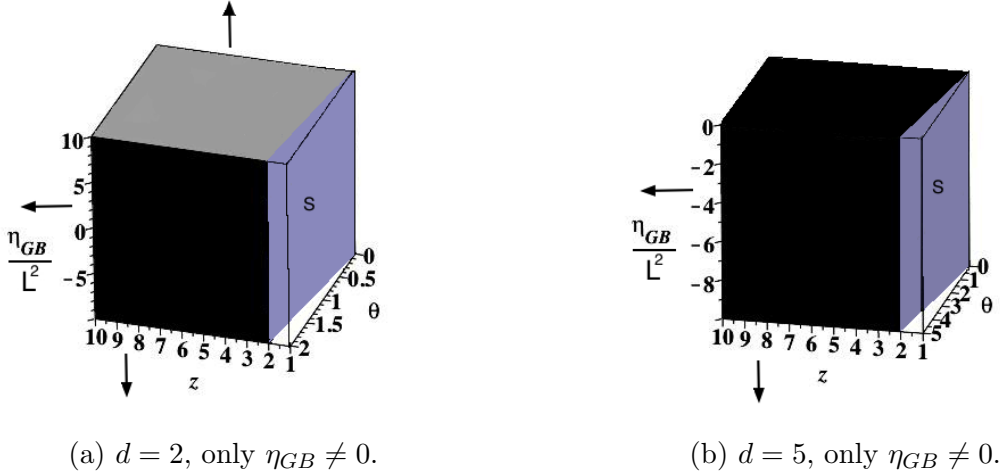 10
5
0
−5
η_GB
L²
10 9 8 7 6 5 4 3 2 1
z
0
0.5
1
1.5
2
θ
S
(a) d = 2, only η_GB ≠ 0.
0
−2
−4
−6
−8
η_GB
L²
10 9 8 7 6 5 4 3 2 1
z
0
1
2
3
4
5
θ
S
(b) d = 5, only η_GB ≠ 0.